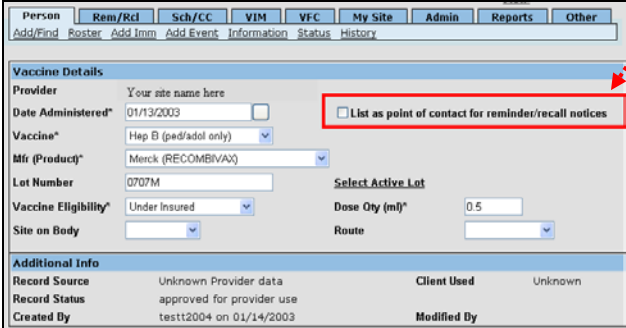 Person Rem/Rcl Sch/CC VIM VFC My Site Admin Reports Other
Add/Find Roster Add Imm Add Event Information Status History
Vaccine Details
Provider Your site name here
Date Administered* 01/13/2003 List as point of contact for reminder/recall notices
Vaccine* Hep B (ped/adol only)
Mfr (Product)* Merck (RECOMBIVAX)
Lot Number 0707M Select Active Lot
Vaccine Eligibility* Under Insured Dose Qty (ml)* 0.5
Site on Body Route
Additional Info
Record Source Unknown Provider data Client Used Unknown
Record Status approved for provider use
Created By testt2004 on 01/14/2003 Modified By